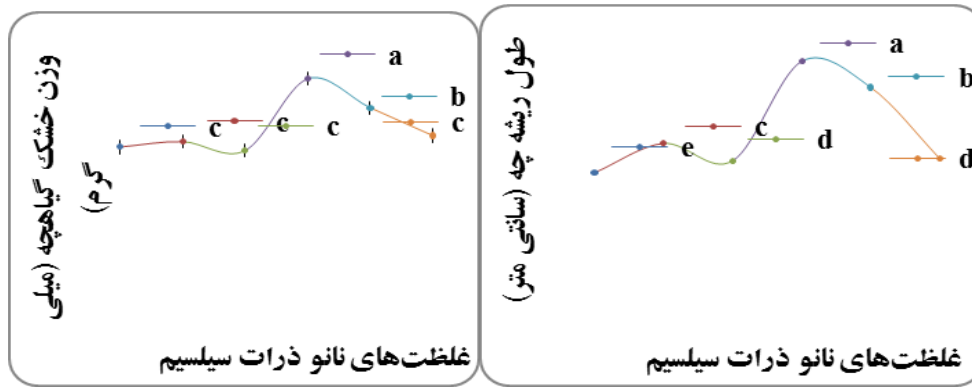 وزن خشک گیاهچه (میلی
گرم)
c
c
c
a
b
c
غلظت‌های نانو ذرات سیلسیم
طول ریشه چه (سانتی متر)
e
c
d
a
b
d
غلظت‌های نانو ذرات سیلسیم